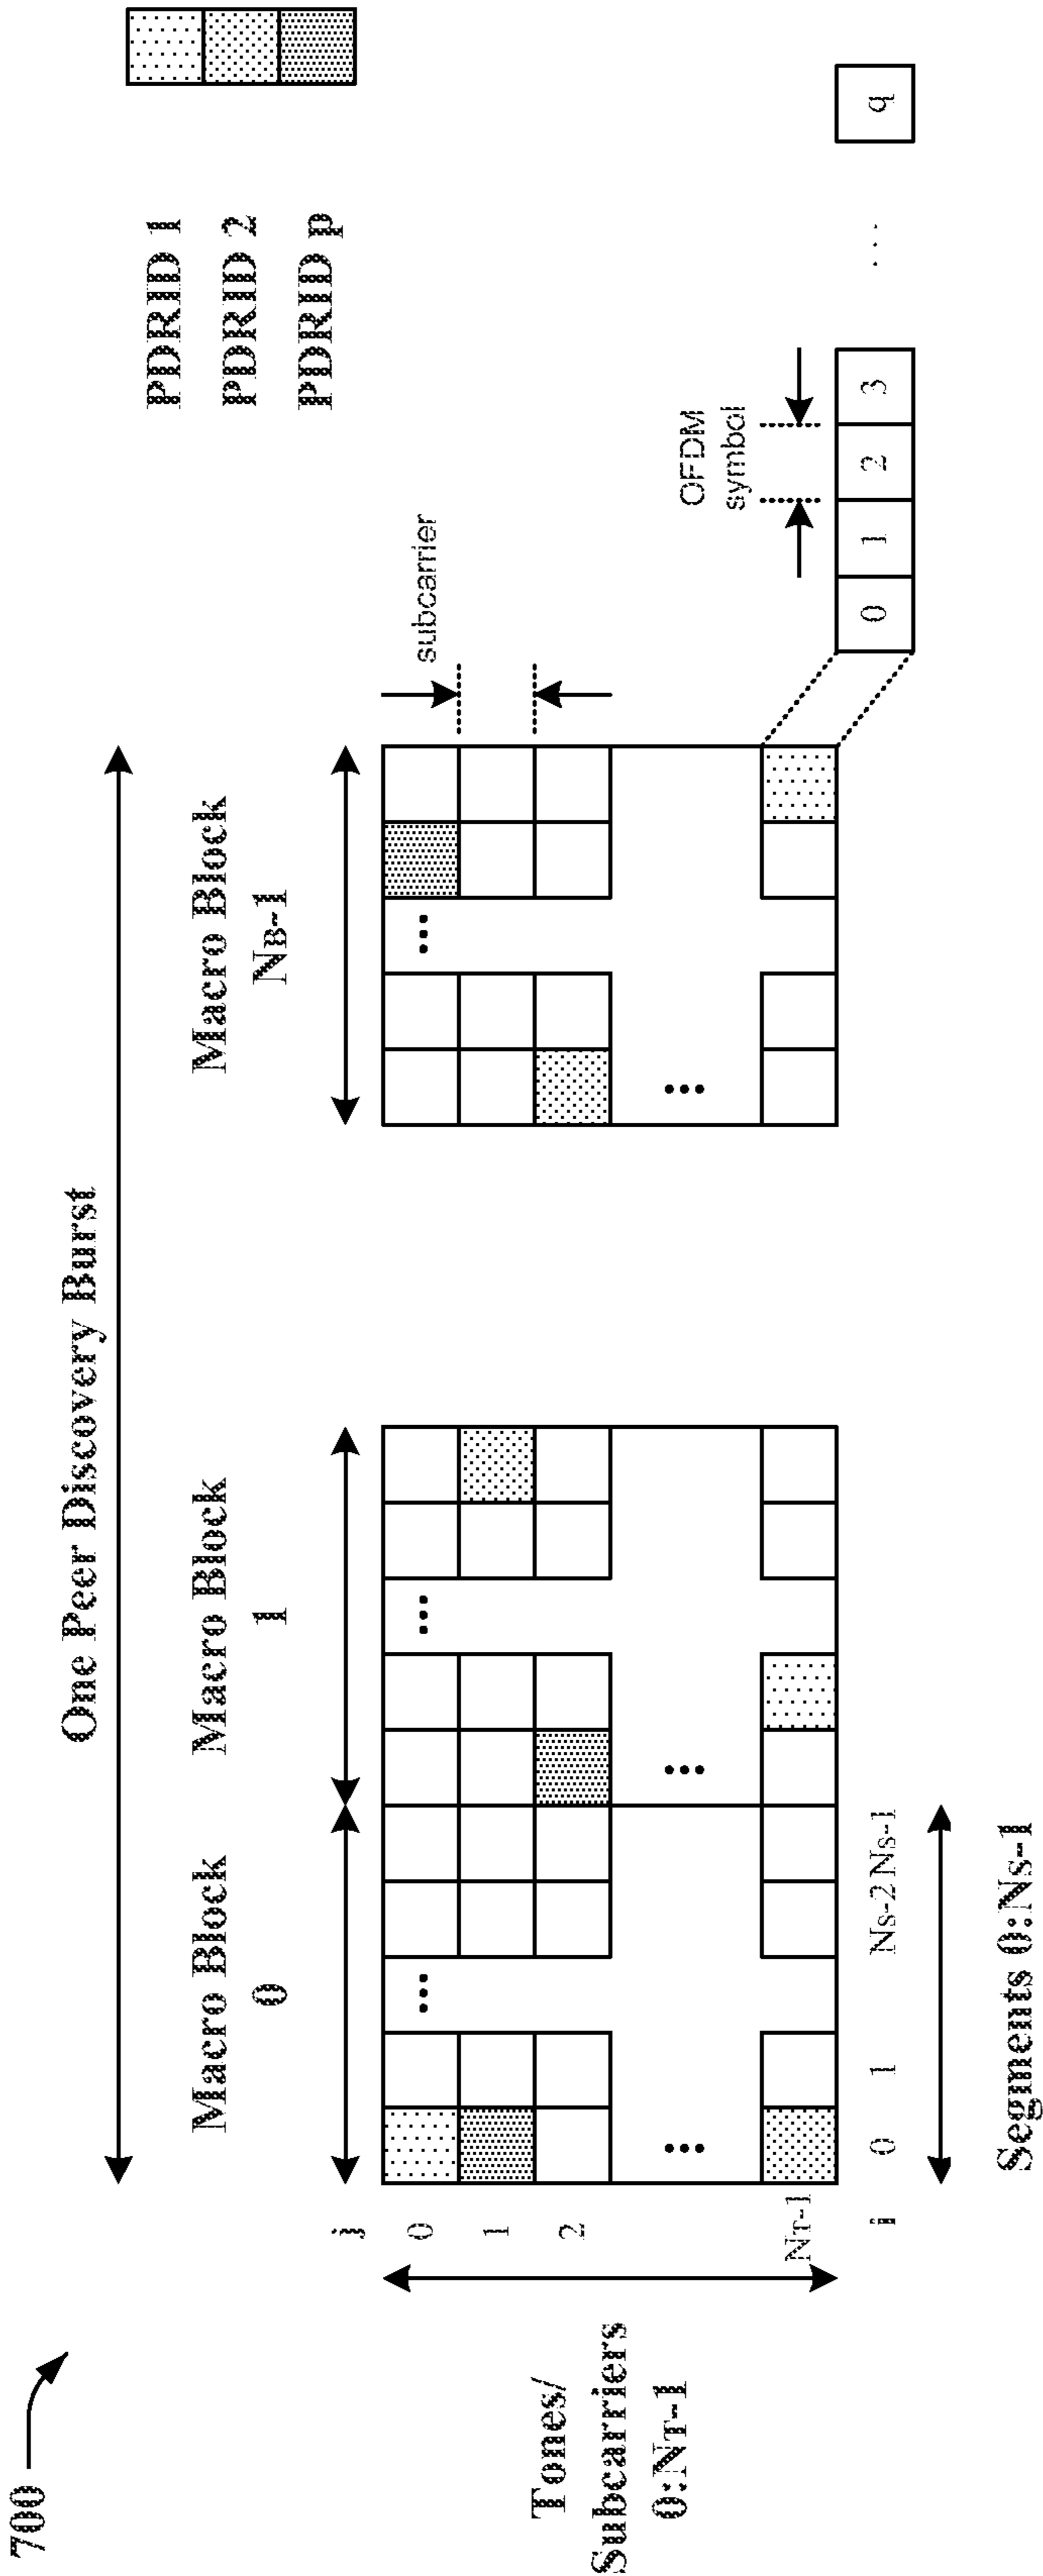 700
One Peer Discovery Burst
PDRID 1
PDRID 2
PDRID p
Macro Block
0
Macro Block
1
Macro Block
NB-1
j
0
1
2
NT-1
Tones/
Subcarriers
0:NT-1
...
...
...
...
...
...
subcarrier
OFDM
symbol
i
0
1
NS-2
NS-1
Segments 0:NS-1
0
1
2
3
...
q